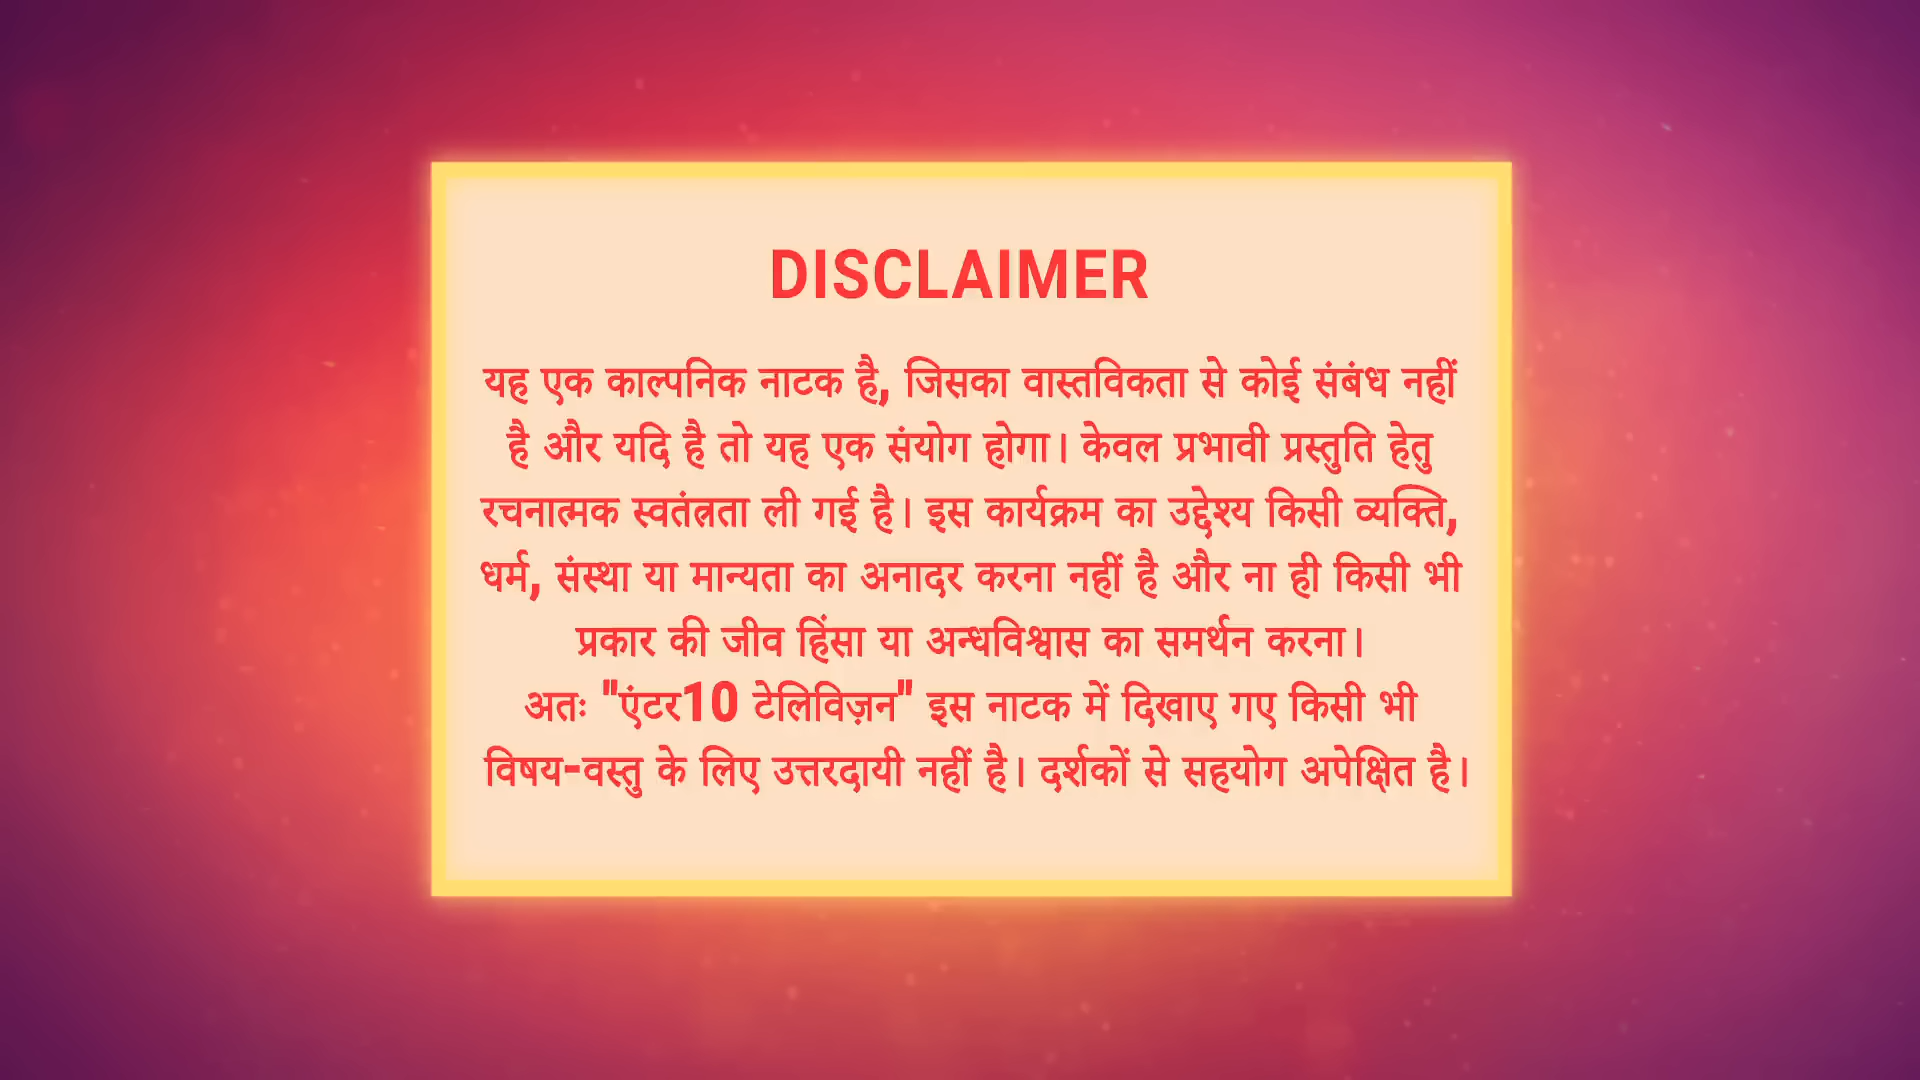 DISCLAIMER
यह एक काल्पनिक नाटक है, जिसका वास्तविकता से कोई संबंध नहीं
है और यदि है तो यह एक संयोग होगा। केवल प्रभावी प्रस्तुति हेतु
रचनात्मक स्वतंत्रता ली गई है। इस कार्यक्रम का उद्देश्य किसी व्यक्ति,
धर्म, संस्था या मान्यता का अनादर करना नहीं है और ना ही किसी भी
प्रकार की जीव हिंसा या अन्धविश्वास का समर्थन करना।
अतः "एंटर10 टेलिविज़न" इस नाटक में दिखाए गए किसी भी
विषय-वस्तु के लिए उत्तरदायी नहीं है। दर्शकों से सहयोग अपेक्षित है।